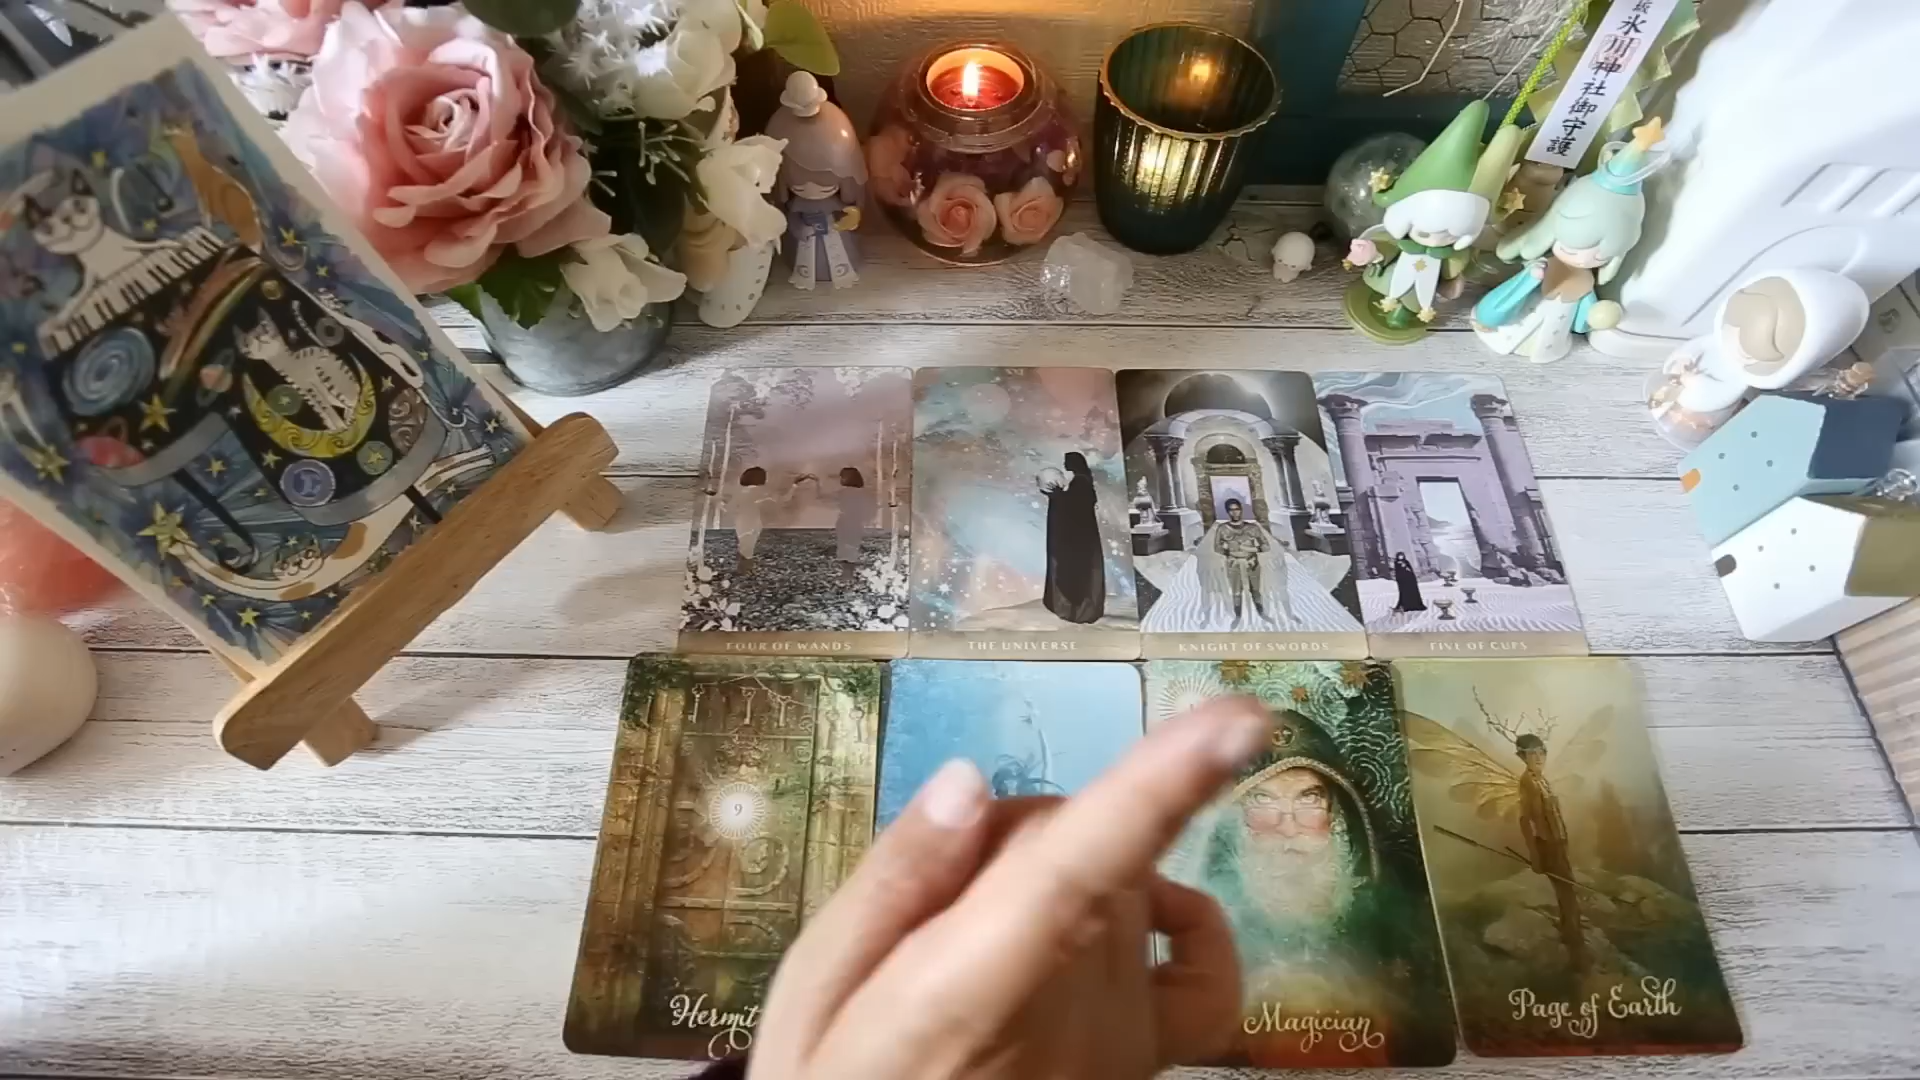 氷川神社御守護
FOUR OF WANDS
THE UNIVERSE
KNIGHT OF SWORDS
FIVE OF CUPS
9
Hermit
Magician
Page of Earth